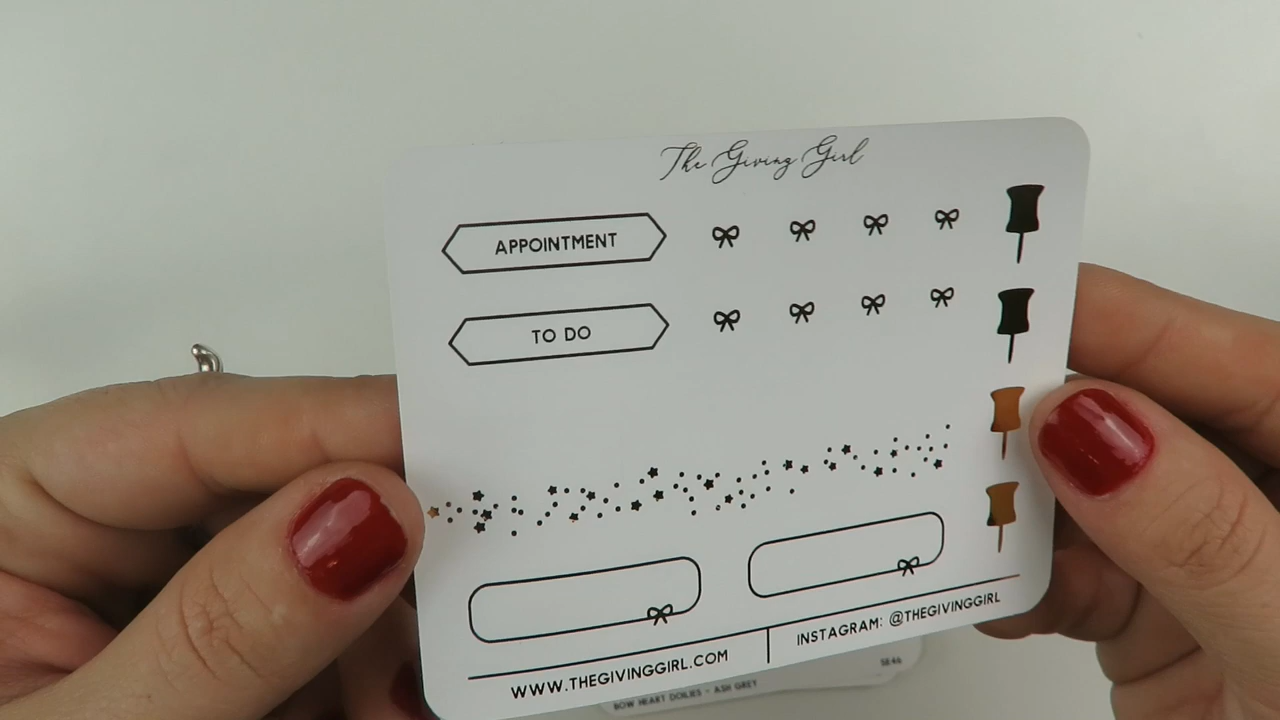 The Giving Girl
APPOINTMENT
TO DO
WWW.THEGIVINGGIRL.COM
INSTAGRAM: @THEGIVINGGIRL
BOW HEART DOILIES - ASH GREY